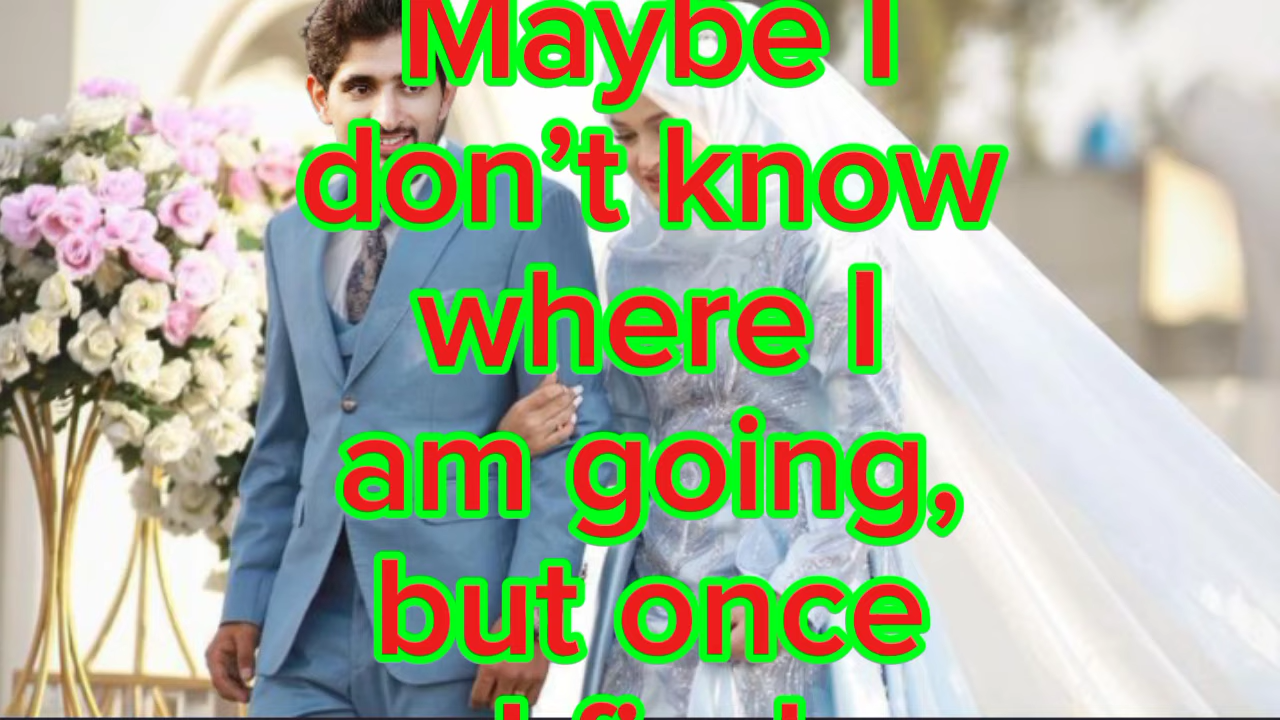 Maybe I
don’t know
where I
am going,
but once